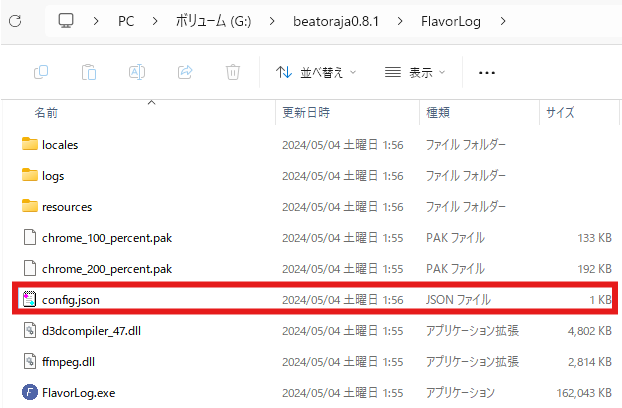 PC > ボリューム (G:) > beatoraja0.8.1 > FlavorLog >
並べ替え 表示 ...
名前 更新日時 種類 サイズ
locales 2024/05/04 土曜日 1:56 ファイル フォルダー
logs 2024/05/04 土曜日 1:56 ファイル フォルダー
resources 2024/05/04 土曜日 1:56 ファイル フォルダー
chrome_100_percent.pak 2024/05/04 土曜日 1:55 PAK ファイル 133 KB
chrome_200_percent.pak 2024/05/04 土曜日 1:55 PAK ファイル 192 KB
config.json 2024/05/04 土曜日 1:56 JSON ファイル 1 KB
d3dcompiler_47.dll 2024/05/04 土曜日 1:55 アプリケーション拡張 4,802 KB
ffmpeg.dll 2024/05/04 土曜日 1:55 アプリケーション拡張 2,814 KB
FlavorLog.exe 2024/05/04 土曜日 1:55 アプリケーション 162,043 KB